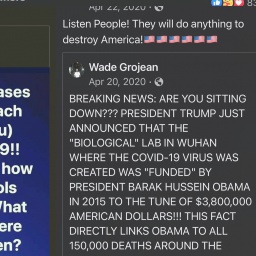 Apr 22, 2020
Listen People! They will do anything to
destroy America!
Wade Grojean
Apr 20, 2020
BREAKING NEWS: ARE YOU SITTING
DOWN??? PRESIDENT TRUMP JUST
ANNOUNCED THAT THE
"BIOLOGICAL" LAB IN WUHAN
WHERE THE COVID-19 VIRUS WAS
CREATED WAS "FUNDED" BY
PRESIDENT BARAK HUSSEIN OBAMA
IN 2015 TO THE TUNE OF $3,800,000
AMERICAN DOLLARS!!! THIS FACT
DIRECTLY LINKS OBAMA TO ALL
150,000 DEATHS AROUND THE
ases
ach
u)
9!!
how
ols
hat
ere
en?